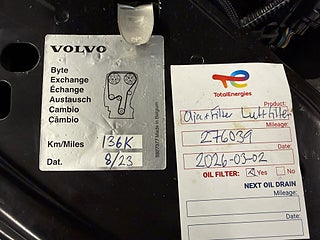 VOLVO
Byte
Exchange
Échange
Austausch
Cambio
Câmbio
Km/Miles 136K
Dat. 8/23
TotalEnergies
Product:
Olja+Filter Luftfilter
Mileage:
276039
Date:
2026-03-02
OIL FILTER: Yes No
NEXT OIL DRAIN
Mileage:
Date: